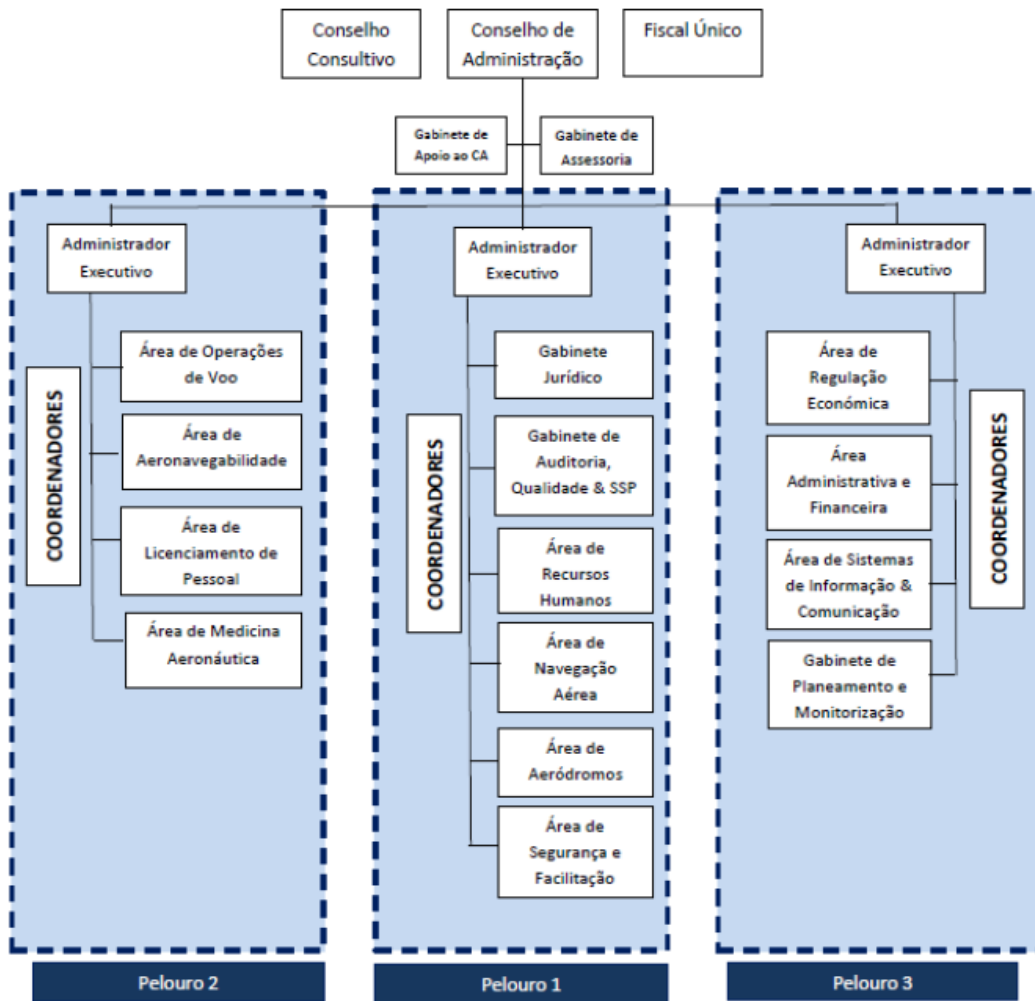 Conselho
Consultivo
Conselho de
Administração
Fiscal Único
Gabinete de
Apoio ao CA
Gabinete de
Assessoria
Administrador
Executivo
COORDENADORES
Área de Operações
de Voo
Área de
Aeronavegabilidade
Área de
Licenciamento de
Pessoal
Área de Medicina
Aeronáutica
Pelouro 2
Administrador
Executivo
COORDENADORES
Gabinete
Jurídico
Gabinete de
Auditoria,
Qualidade & SSP
Área de
Recursos
Humanos
Área de
Navegação
Aérea
Área de
Aeródromos
Área de
Segurança e
Facilitação
Pelouro 1
Administrador
Executivo
Área de
Regulação
Económica
Área
Administrativa e
Financeira
Área de Sistemas
de Informação &
Comunicação
Gabinete de
Planeamento e
Monitorização
COORDENADORES
Pelouro 3